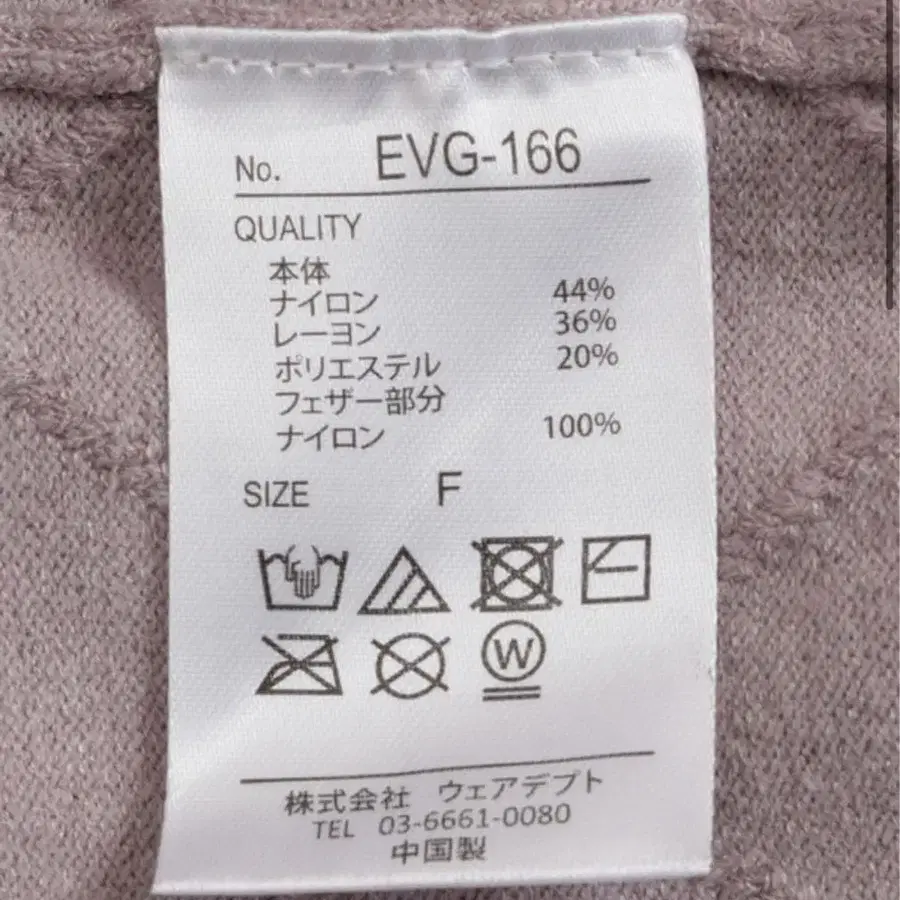 No. EVG-166
QUALITY
本体
ナイロン 44%
レーヨン 36%
ポリエステル 20%
フェザー部分
ナイロン 100%
SIZE F
W
株式会社 ウェアデプト
TEL 03-6661-0080
中国製